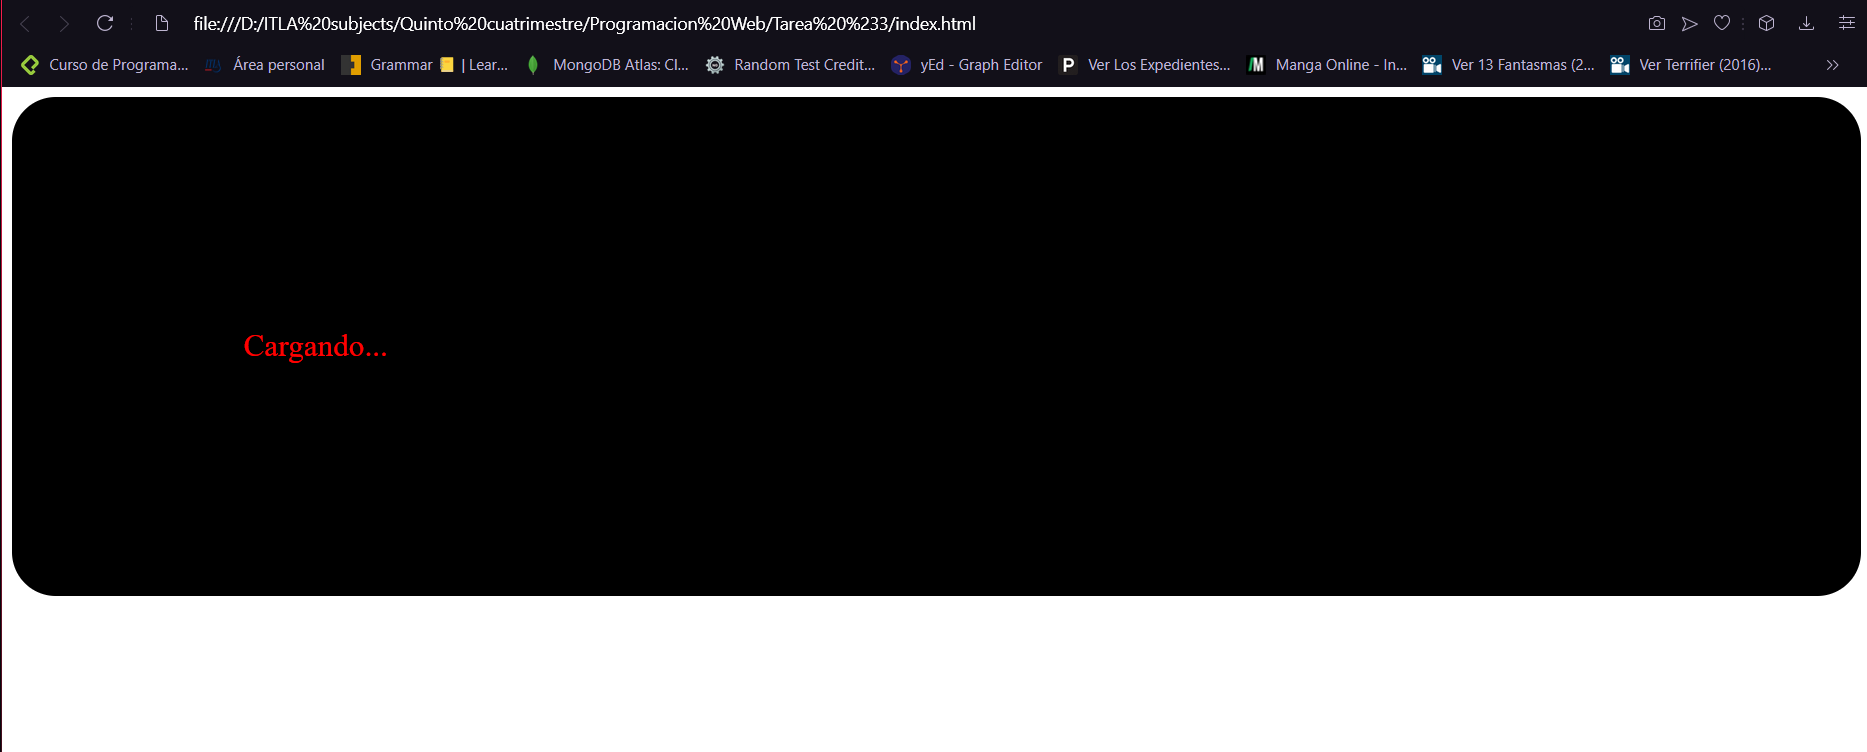 file:///D:/ITLA%20subjects/Quinto%20cuatrimestre/Programacion%20Web/Tarea%20%233/index.html
Curso de Programa... Área personal Grammar 📒 | Lear... MongoDB Atlas: Cl... Random Test Credit... yEd - Graph Editor Ver Los Expedientes... Manga Online - In... Ver 13 Fantasmas (2... Ver Terrifier (2016)...
Cargando...